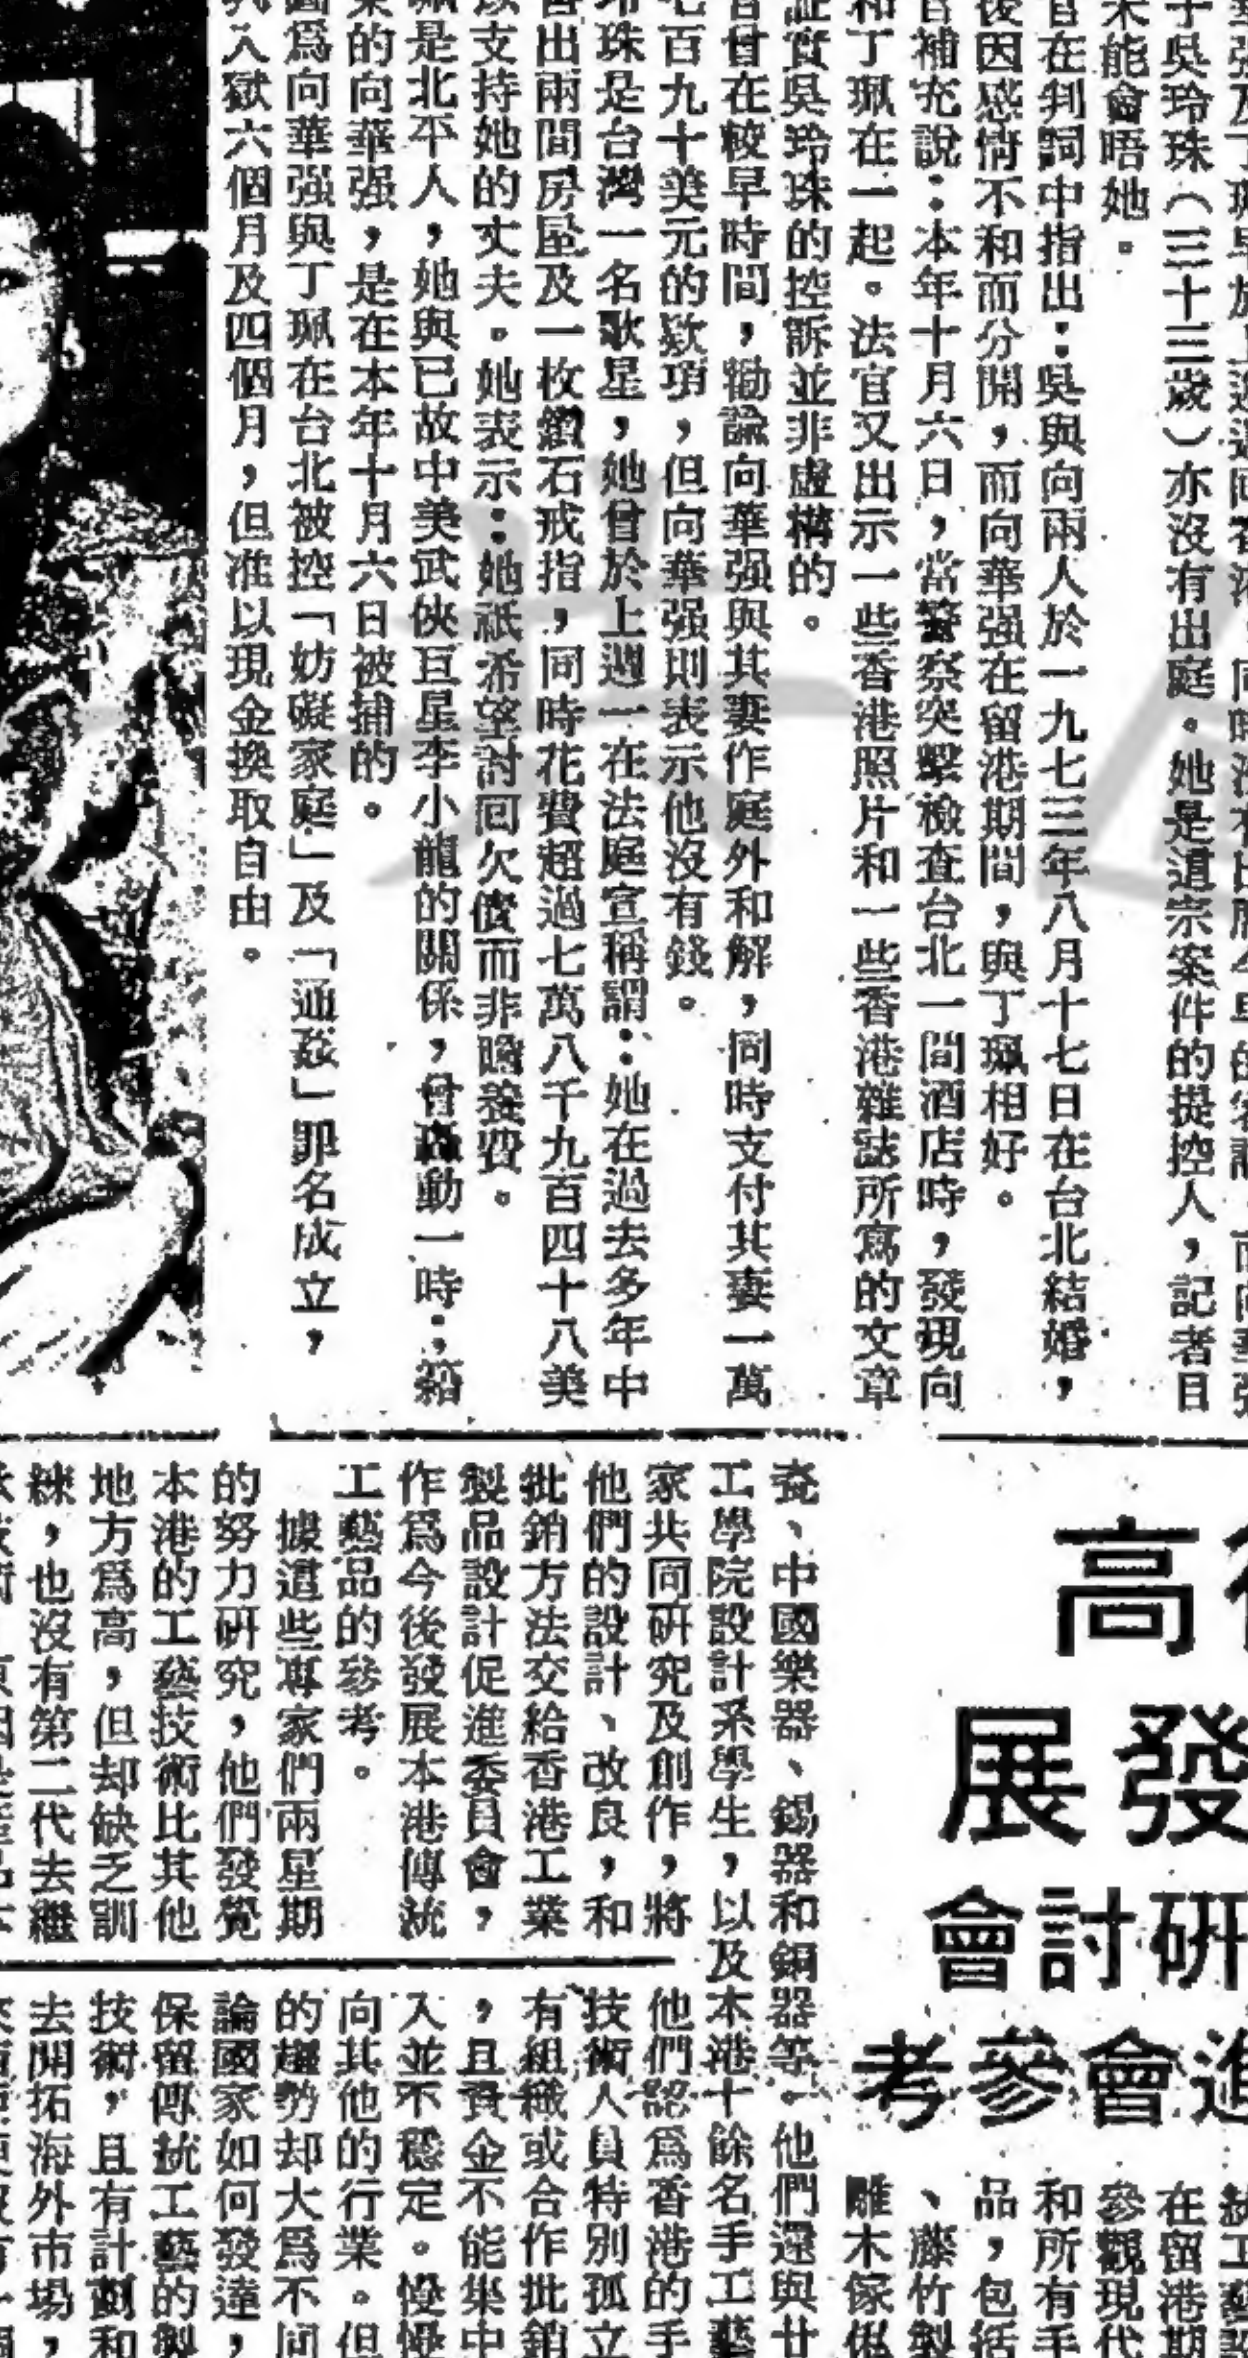 子吳玲珠（三十三歲）亦沒有出庭。她是這宗案件的提控人，記者目
未能會晤她。
官在判詞中指出：吳與向兩人於一九七三年八月十七日在台北結婚，
後因感情不和而分開，而向華强在留港期間，與丁珮相好。
官補充說：本年十月六日，當警察突擊檢查台北一間酒店時，發現向
和丁珮在一起。法官又出示一些香港照片和一些香港雜誌所寫的文章
証實吳玲珠的控訴並非虛構的。
官曾在較早時間，勸諭向華强與其妻作庭外和解，同時支付其妻一萬
七百九十美元的欵項，但向華强則表示他沒有錢。
玲珠是台灣一名歌星，她曾於上週一在法庭宣稱謂：她在過去多年中
售出兩間房屋及一枚鑽石戒指，同時花費超過七萬八千九百四十八美
以支持她的丈夫。她表示：她祇希望討回欠債而非贍養費。
珮是北平人，她與已故中美武俠巨星李小龍的關係，曾轟動一時；
業的向華强，是在本年十月六日被捕的。
爲向華强與丁珮在台北被控「妨礙家庭」及「通姦」罪名成立，
入獄六個月及四個月，但准以現金換取自由。
高
發展
研討會
進會參考
在留港期
參觀現代
和所有手
品，包括
、藤竹製
雕木傢俬
瓷、中國樂器、錫器和銅器等。他們還與廿
工學院設計系學生，以及本港十餘名手工藝
家共同研究及創作，將
他們的設計、改良，和
批銷方法交給香港工業
製品設計促進委員會，
作爲今後發展本港傳統
工藝品的參考。
據這些專家們兩星期
的努力研究，他們發覺
本港的工藝技術比其他
地方爲高，但却缺乏訓
練，也沒有第二代去繼
他們認爲香港的手
技術人員特別孤立
有組織或合作批銷
，且資金不能集中
入並不穩定。慢慢
向其他的行業。但
的趨勢却大爲不同
論國家如何發達，
保留傳統工藝的製
技術，且有計劃和
去開拓海外市場，